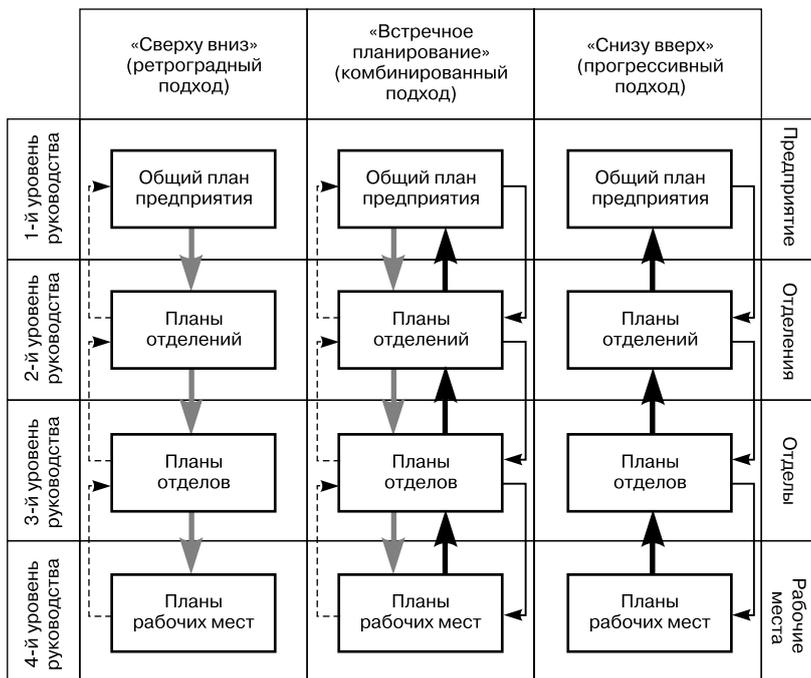 «Сверху вниз»
(ретроградный
подход)
«Встречное
планирование»
(комбинированный
подход)
«Снизу вверх»
(прогрессивный
подход)
1-й уровень
руководства
Общий план
предприятия
Общий план
предприятия
Общий план
предприятия
Предприятие
2-й уровень
руководства
Планы
отделений
Планы
отделений
Планы
отделений
Отделения
3-й уровень
руководства
Планы
отделов
Планы
отделов
Планы
отделов
Отделы
4-й уровень
руководства
Планы
рабочих мест
Планы
рабочих мест
Планы
рабочих мест
Рабочие
места